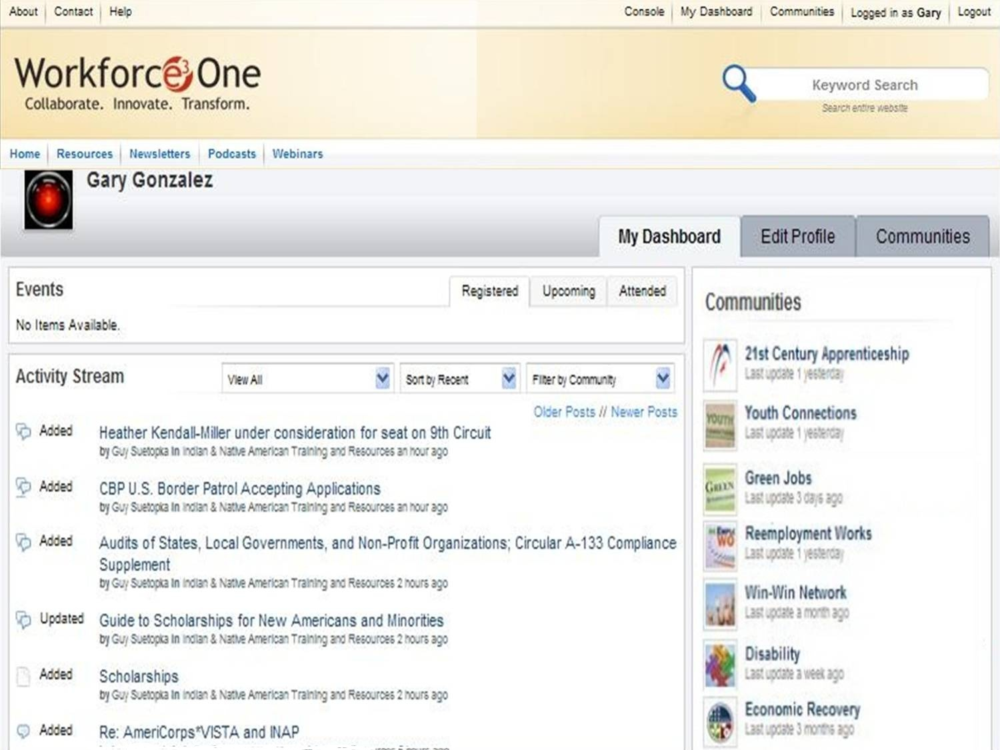 About Contact Help Console My Dashboard Communities Logged in as Gary Logout
Workforce3 One
Collaborate. Innovate. Transform.
Keyword Search
Search entire website
Home Resources Newsletters Podcasts Webinars
Gary Gonzalez
My Dashboard Edit Profile Communities
Events Registered Upcoming Attended
No Items Available.
Activity Stream View All Sort by Recent Filter by Community
Older Posts // Newer Posts
Added Heather Kendall-Miller under consideration for seat on 9th Circuit
by Guy Suetopka in Indian & Native American Training and Resources an hour ago
Added CBP U.S. Border Patrol Accepting Applications
by Guy Suetopka in Indian & Native American Training and Resources an hour ago
Added Audits of States, Local Governments, and Non-Profit Organizations; Circular A-133 Compliance
Supplement
by Guy Suetopka in Indian & Native American Training and Resources 2 hours ago
Updated Guide to Scholarships for New Americans and Minorities
by Guy Suetopka in Indian & Native American Training and Resources 2 hours ago
Added Scholarships
by Guy Suetopka in Indian & Native American Training and Resources 2 hours ago
Added Re: AmeriCorps*VISTA and INAP
Communities
21st Century Apprenticeship
Last update 1 yesterday
YOUTH
Youth Connections
Last update 1 yesterday
GREEN
Green Jobs
Last update 3 days ago
WO
Reemployment Works
Last update 1 yesterday
Win-Win Network
Last update a month ago
Disability
Last update a week ago
Economic Recovery
Last update 3 months ago